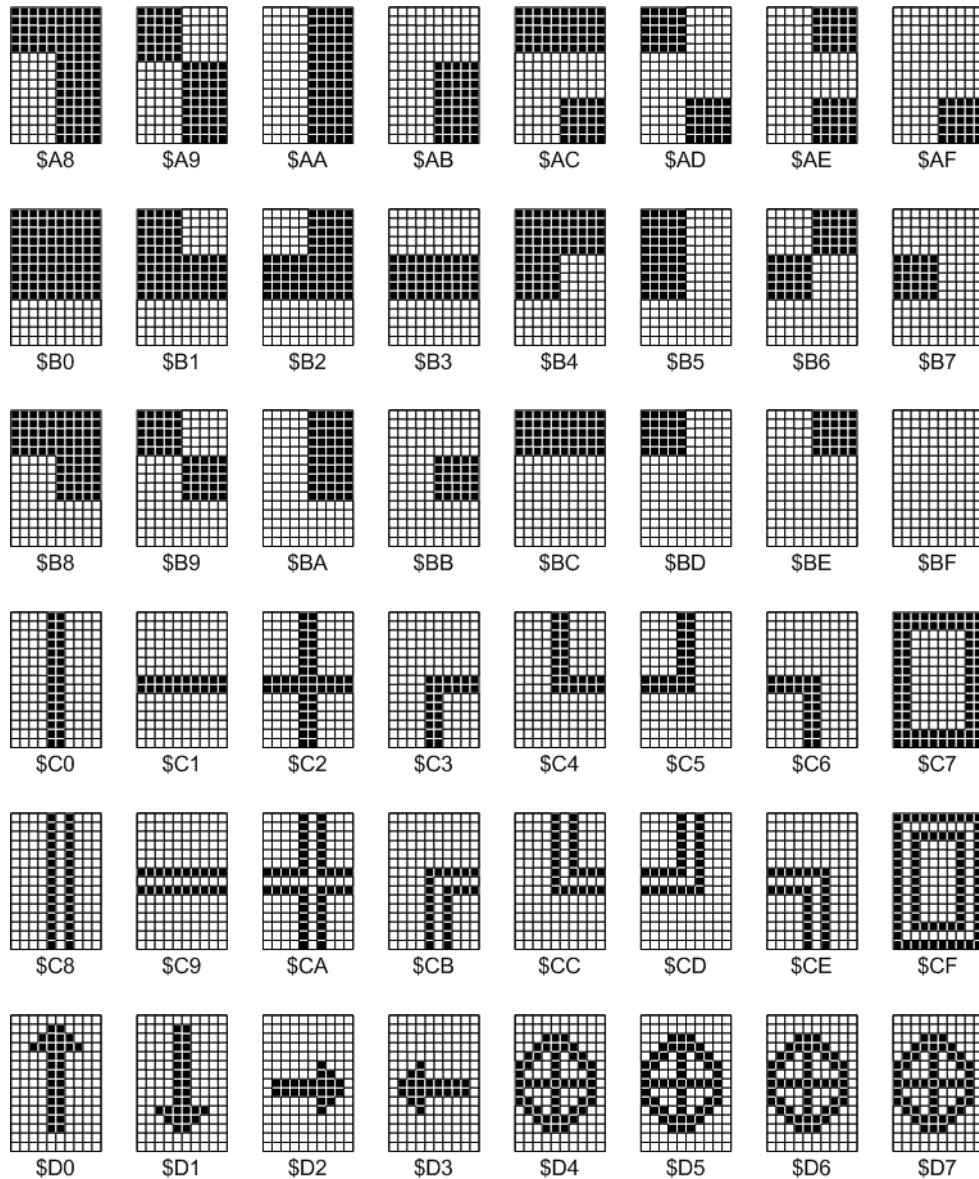 $A8 $A9 $AA $AB $AC $AD $AE $AF
$B0 $B1 $B2 $B3 $B4 $B5 $B6 $B7
$B8 $B9 $BA $BB $BC $BD $BE $BF
$C0 $C1 $C2 $C3 $C4 $C5 $C6 $C7
$C8 $C9 $CA $CB $CC $CD $CE $CF
$D0 $D1 $D2 $D3 $D4 $D5 $D6 $D7